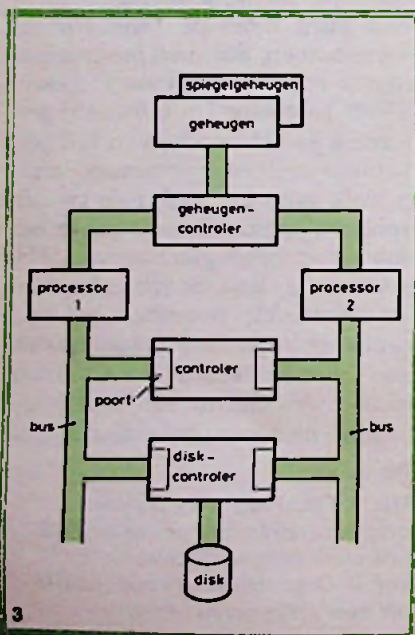 spiegelgeheugen
geheugen
geheugen-
controler
processor
1
processor
2
controler
poort
bus
bus
disk-
controler
disk
3